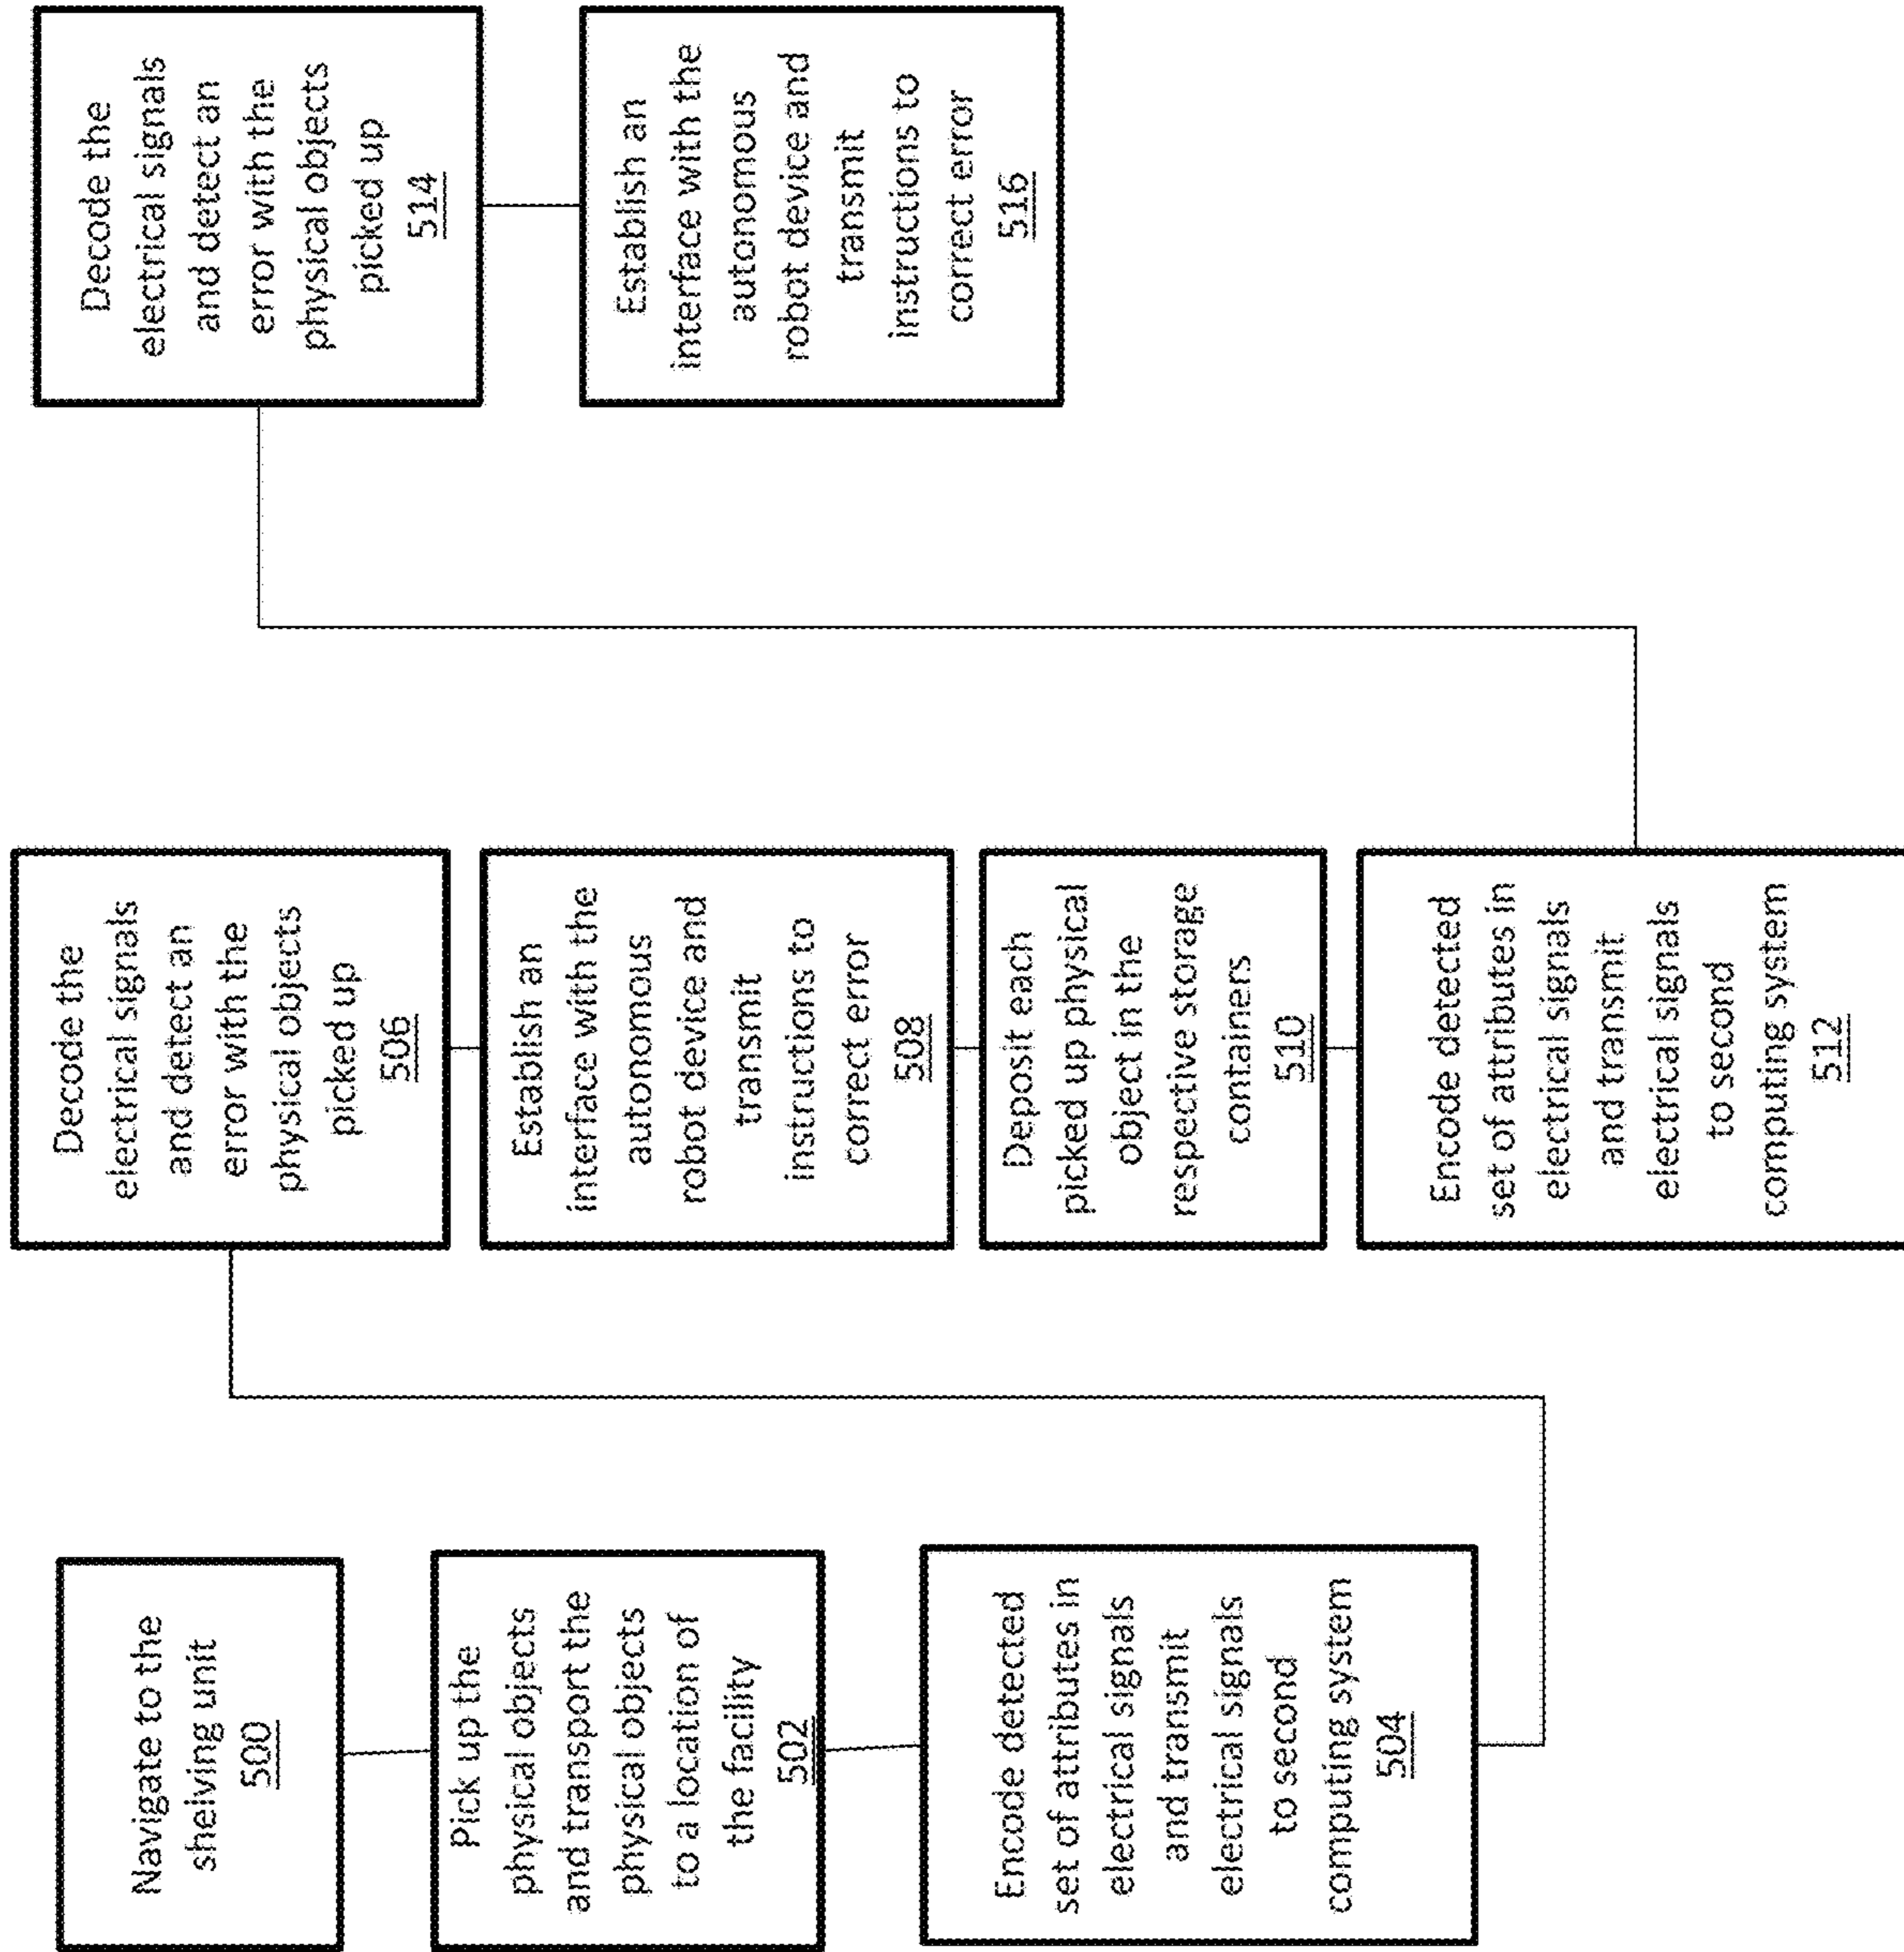 Navigate to the
shelving unit
500
Pick up the
physical objects
and transport the
physical objects
to a location of
the facility
502
Encode detected
set of attributes in
electrical signals
and transmit
electrical signals
to second
computing system
504
Decode the
electrical signals
and detect an
error with the
physical objects
picked up
506
Establish an
interface with the
autonomous
robot device and
transmit
instructions to
correct error
508
Deposit each
picked up physical
object in the
respective storage
containers
510
Encode detected
set of attributes in
electrical signals
and transmit
electrical signals
to second
computing system
512
Decode the
electrical signals
and detect an
error with the
physical objects
picked up
514
Establish an
interface with the
autonomous
robot device and
transmit
instructions to
correct error
516